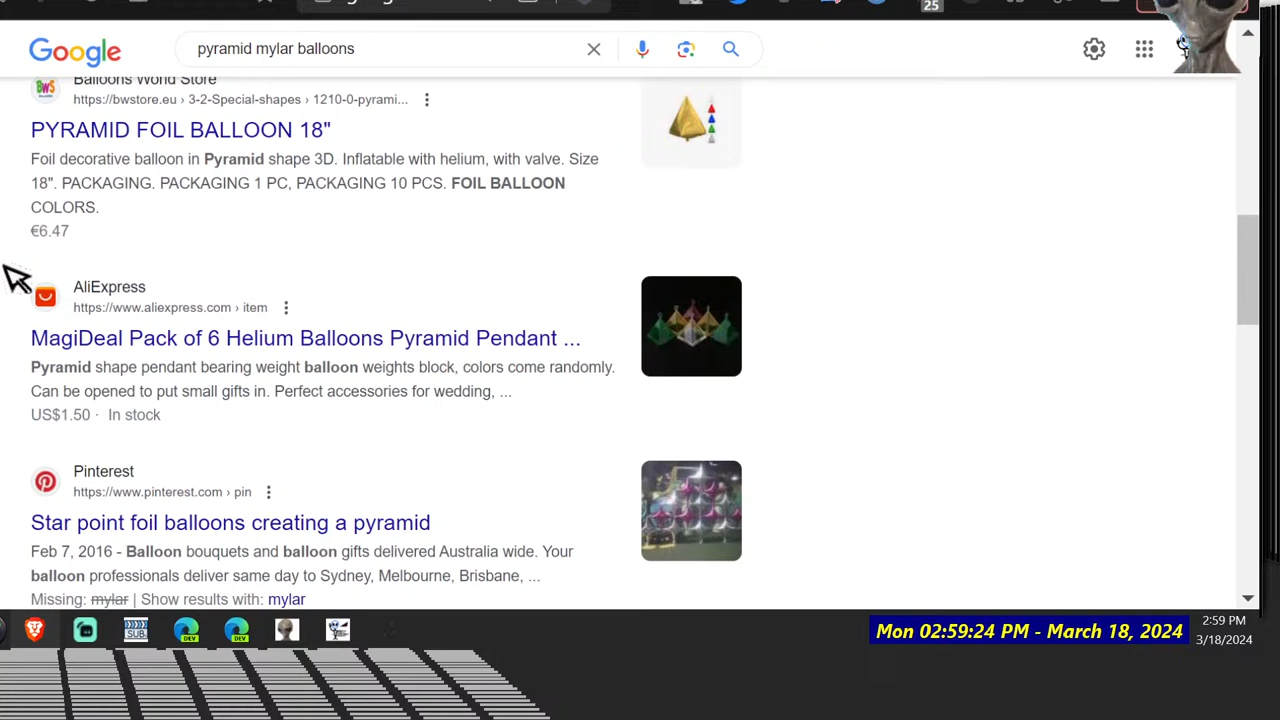 25
Google
pyramid mylar balloons
BWS
Balloons World Store
https://bwstore.eu › 3-2-Special-shapes › 1210-0-pyrami...
PYRAMID FOIL BALLOON 18"
Foil decorative balloon in Pyramid shape 3D. Inflatable with helium, with valve. Size
18". PACKAGING. PACKAGING 1 PC, PACKAGING 10 PCS. FOIL BALLOON
COLORS.
€6.47
AliExpress
https://www.aliexpress.com › item
MagiDeal Pack of 6 Helium Balloons Pyramid Pendant ...
Pyramid shape pendant bearing weight balloon weights block, colors come randomly.
Can be opened to put small gifts in. Perfect accessories for wedding, ...
US$1.50 · In stock
Pinterest
https://www.pinterest.com › pin
Star point foil balloons creating a pyramid
Feb 7, 2016 - Balloon bouquets and balloon gifts delivered Australia wide. Your
balloon professionals deliver same day to Sydney, Melbourne, Brisbane, ...
Missing: mylar | Show results with: mylar
SUB
DEV
DEV
Mon 02:59:24 PM - March 18, 2024
2:59 PM
3/18/2024